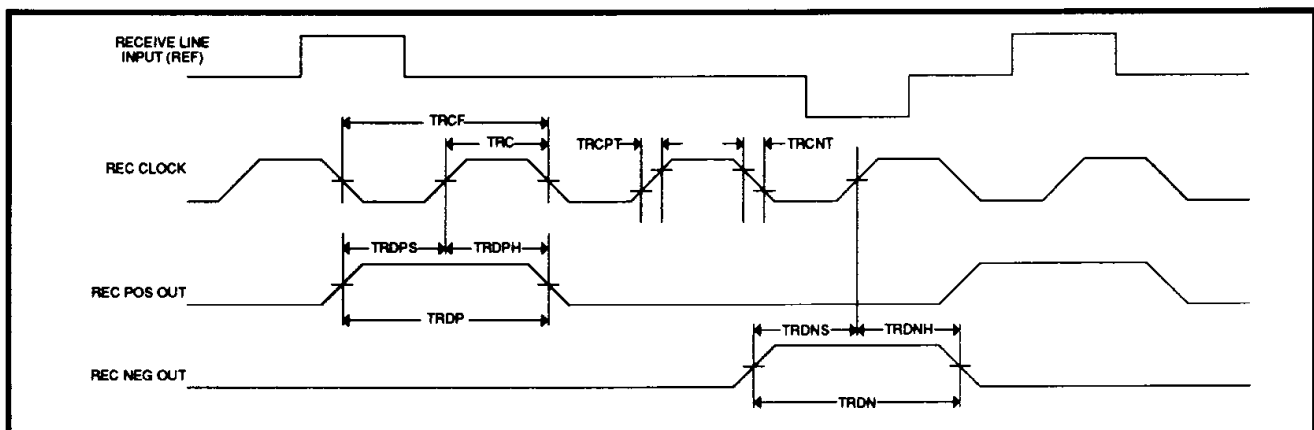 RECEIVE LINE
INPUT (REF)
TRCF
TRC
TRCPT
TRCNT
REC CLOCK
TRDPS
TRDPH
REC POS OUT
TRDP
TRDNS
TRDNH
REC NEG OUT
TRDN